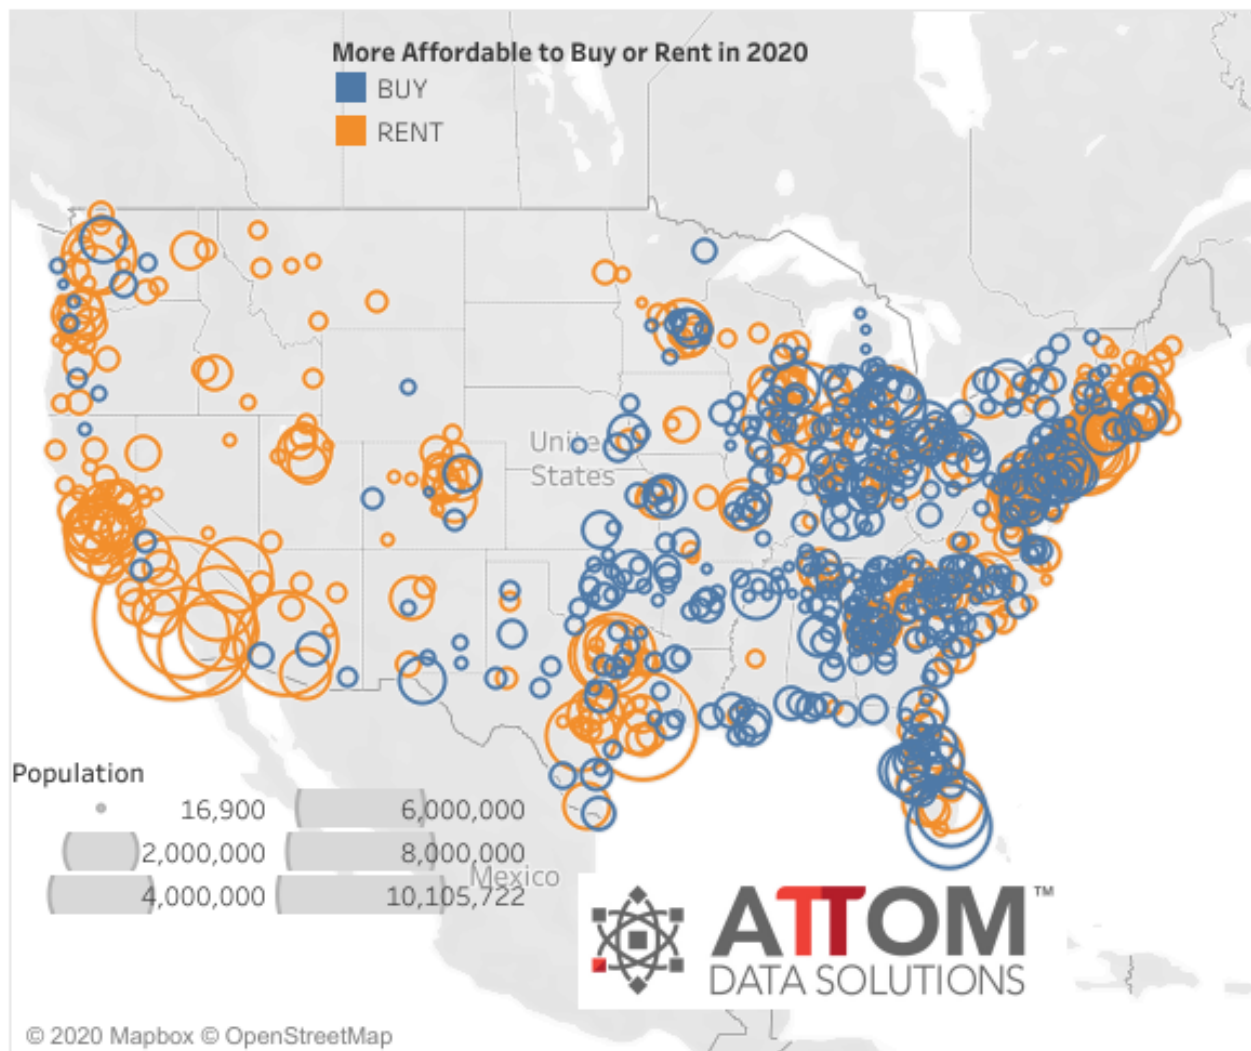 More Affordable to Buy or Rent in 2020
BUY
RENT
United
States
Population
16,900
6,000,000
2,000,000
8,000,000
4,000,000
10,105,722
Mexico
ATTOM™
DATA SOLUTIONS
© 2020 Mapbox © OpenStreetMap